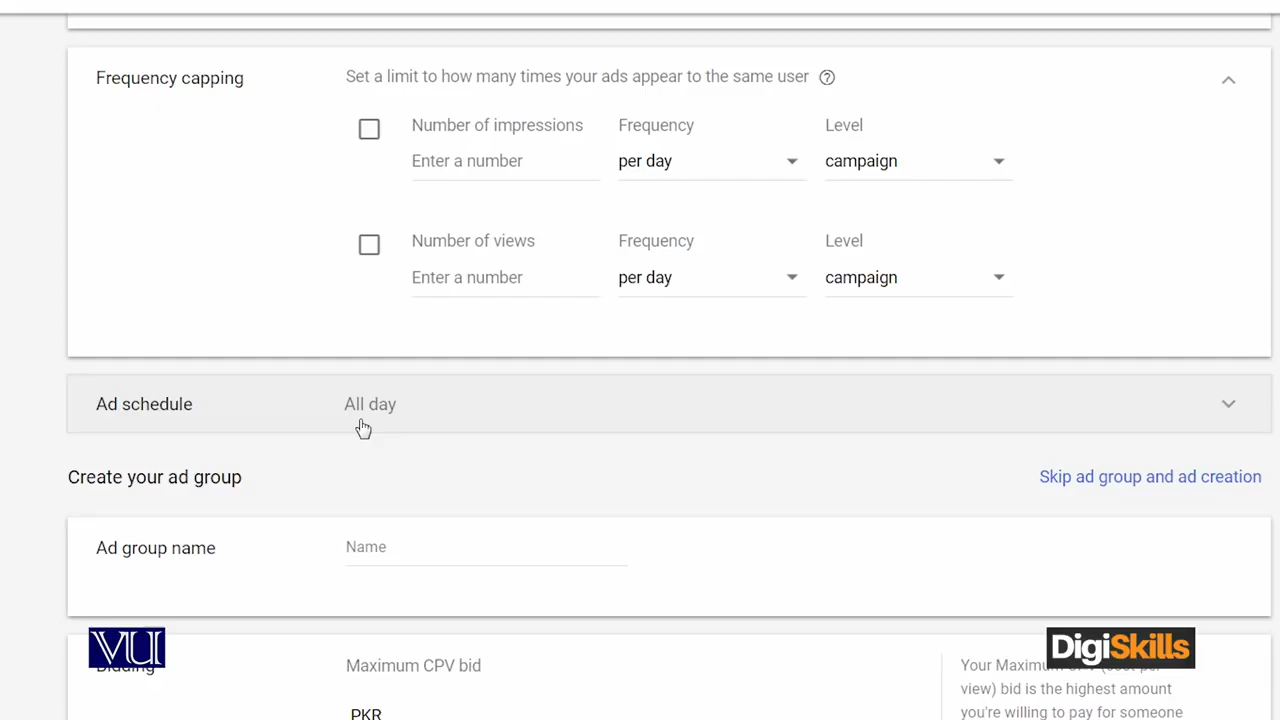 Frequency capping
Set a limit to how many times your ads appear to the same user
Number of impressions Frequency Level
Enter a number per day campaign
Number of views Frequency Level
Enter a number per day campaign
Ad schedule All day
Create your ad group Skip ad group and ad creation
Ad group name Name
VU
DigiSkills
Bidding Maximum CPV bid
Your Maximum
view) bid is the highest amount
PKR you're willing to pay for someone